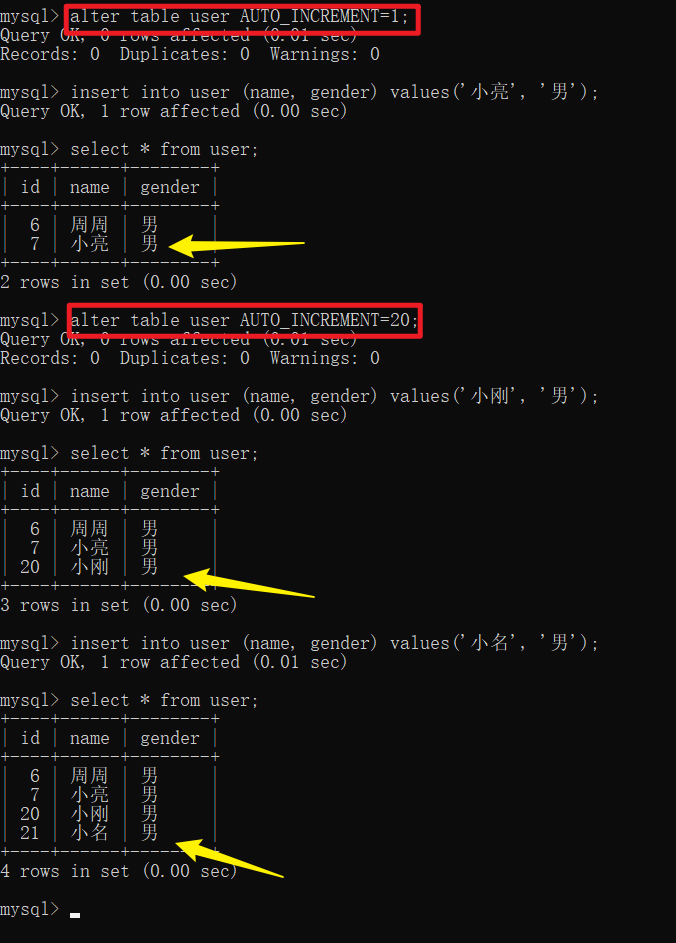 mysql> alter table user AUTO_INCREMENT=1;
Query OK, 0 rows affected (0.01 sec)
Records: 0  Duplicates: 0  Warnings: 0
mysql> insert into user (name, gender) values('小亮', '男');
Query OK, 1 row affected (0.00 sec)
mysql> select * from user;
+----+------+--------+
| id | name | gender |
+----+------+--------+
|  6 | 周周 | 男     |
|  7 | 小亮 | 男     |
+----+------+--------+
2 rows in set (0.00 sec)
mysql> alter table user AUTO_INCREMENT=20;
Query OK, 0 rows affected (0.01 sec)
Records: 0  Duplicates: 0  Warnings: 0
mysql> insert into user (name, gender) values('小刚', '男');
Query OK, 1 row affected (0.00 sec)
mysql> select * from user;
+----+------+--------+
| id | name | gender |
+----+------+--------+
|  6 | 周周 | 男     |
|  7 | 小亮 | 男     |
| 20 | 小刚 | 男     |
+----+------+--------+
3 rows in set (0.00 sec)
mysql> insert into user (name, gender) values('小名', '男');
Query OK, 1 row affected (0.01 sec)
mysql> select * from user;
+----+------+--------+
| id | name | gender |
+----+------+--------+
|  6 | 周周 | 男     |
|  7 | 小亮 | 男     |
| 20 | 小刚 | 男     |
| 21 | 小名 | 男     |
+----+------+--------+
4 rows in set (0.00 sec)
mysql>